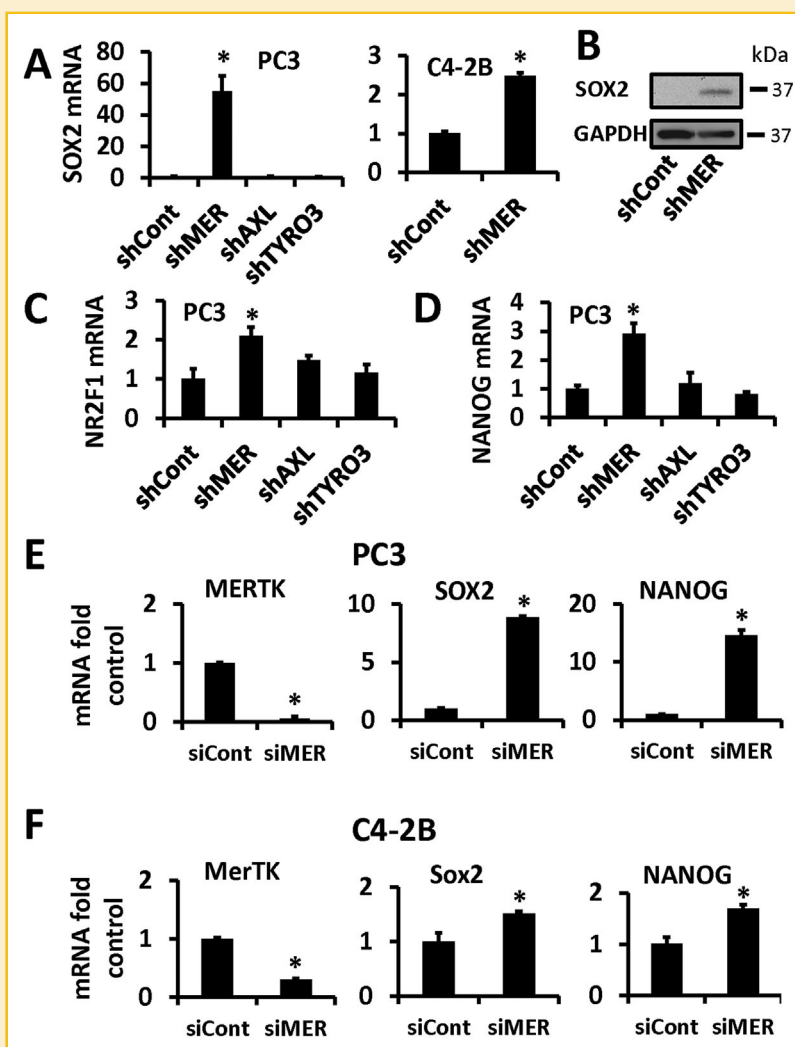 A
SOX2 mRNA
80
60
40
20
0
*
PC3
shCont
shMER
shAXL
shTYRO3
3
2
1
0
C4-2B
*
shCont
shMER
B
kDa
SOX2
37
GAPDH
37
shCont
shMER
C
NR2F1 mRNA
3
2
1
0
PC3
*
shCont
shMER
shAXL
shTYRO3
D
NANOG mRNA
4
3
2
1
0
PC3
*
shCont
shMER
shAXL
shTYRO3
E
PC3
mRNA fold
control
MERTK
2
1
0
*
siCont siMER
SOX2
10
5
0
*
siCont siMER
NANOG
20
10
0
*
siCont siMER
F
C4-2B
mRNA fold
control
MerTK
2
1
0
*
siCont siMER
Sox2
2
1
0
*
siCont siMER
NANOG
2
1
0
*
siCont siMER